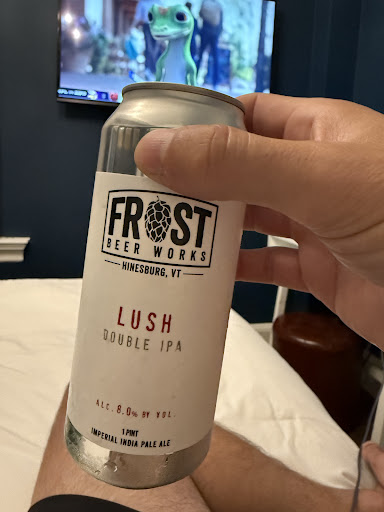 FROST
BEER WORKS
HINESBURG, VT
LUSH
DOUBLE IPA
ALC. 8.0% BY VOL.
1 PINT
IMPERIAL INDIA PALE ALE